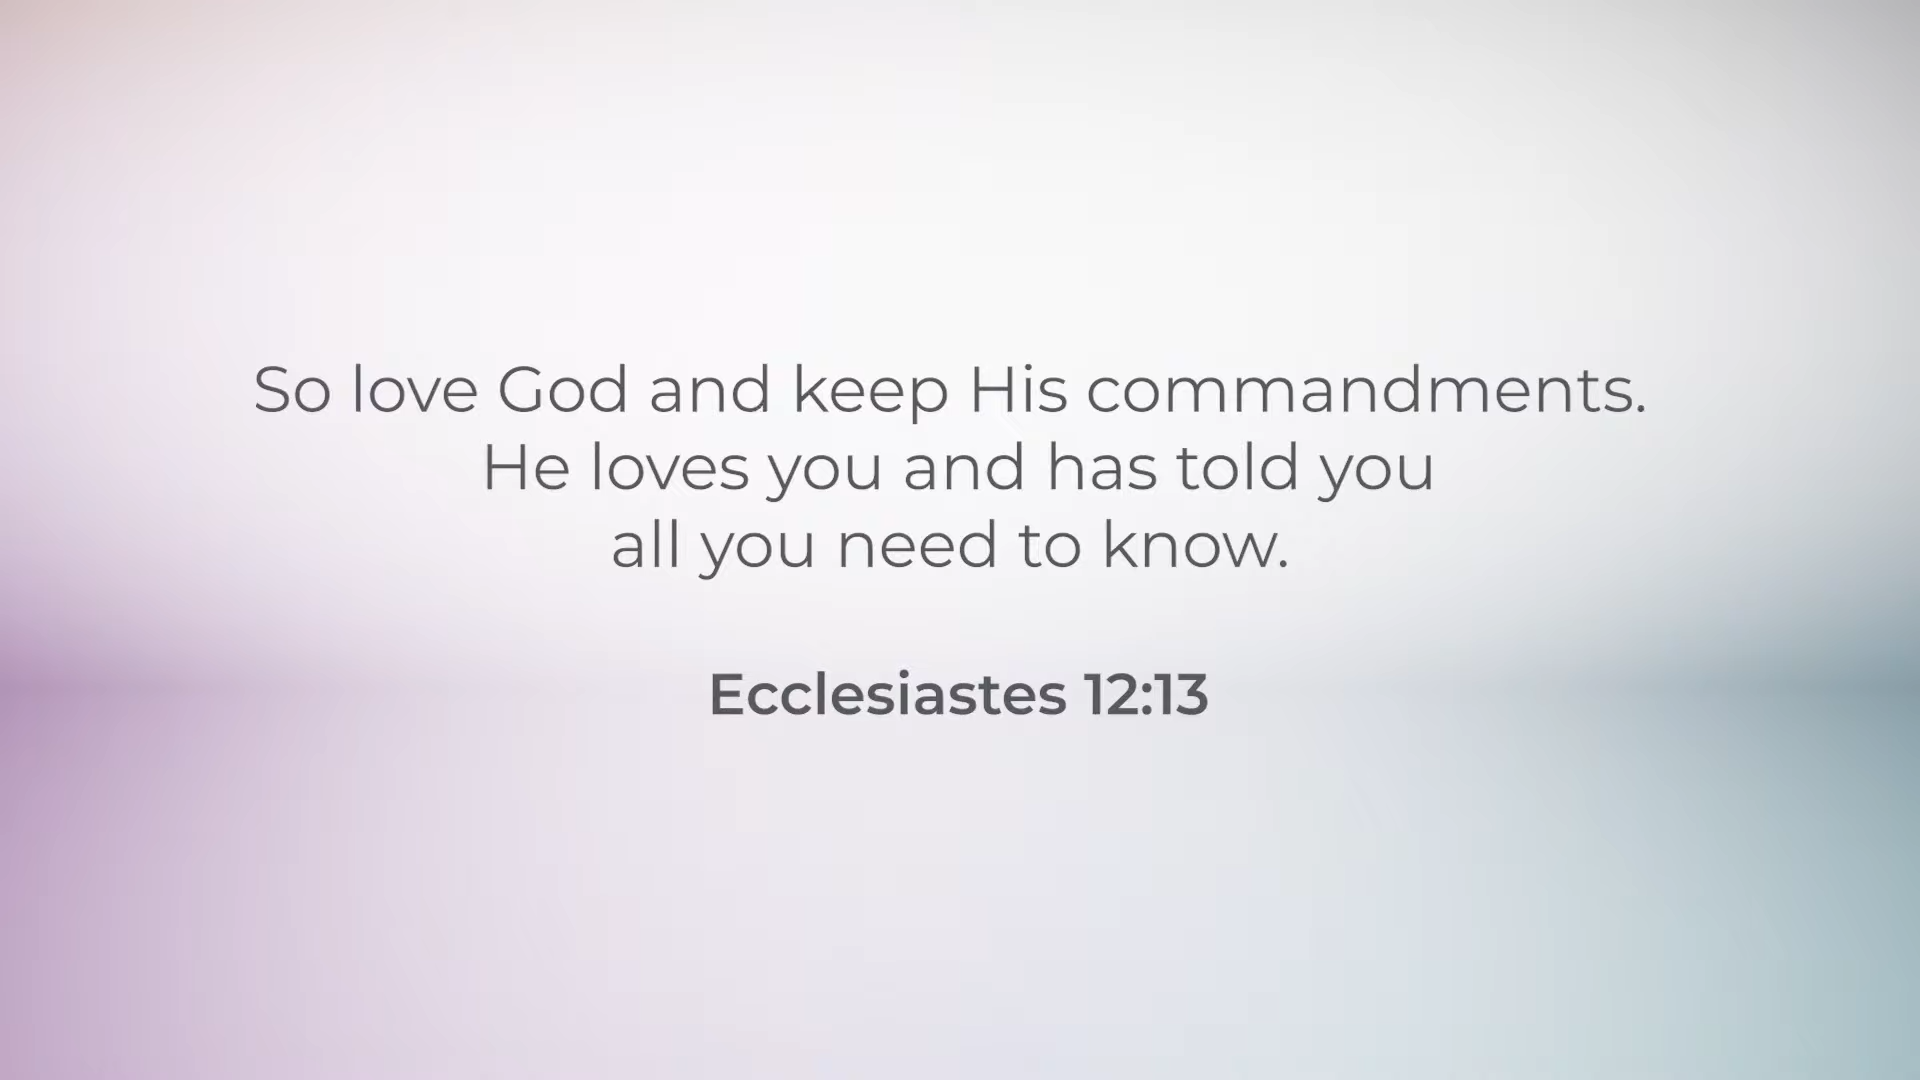 So love God and keep His commandments.
He loves you and has told you
all you need to know.
Ecclesiastes 12:13